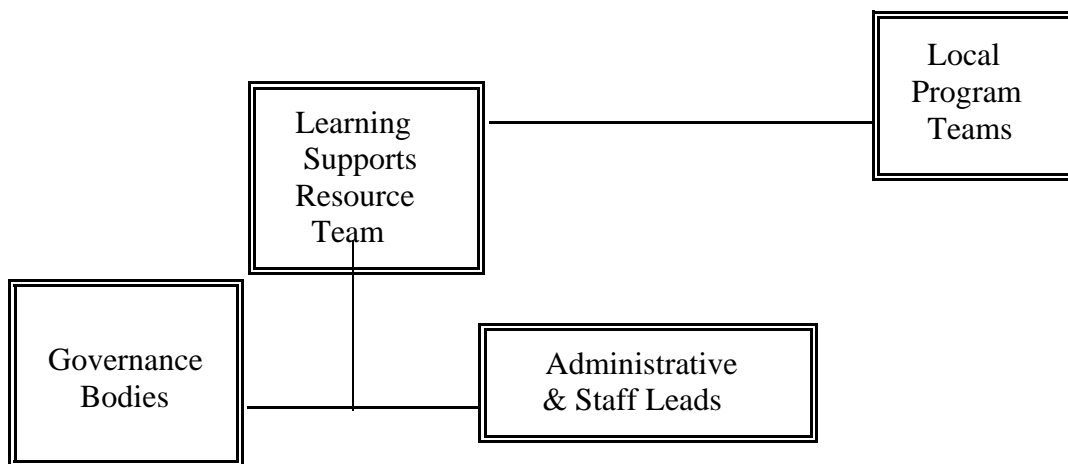 Local
Program
Teams
Learning
Supports
Resource
Team
Governance
Bodies
Administrative
& Staff Leads